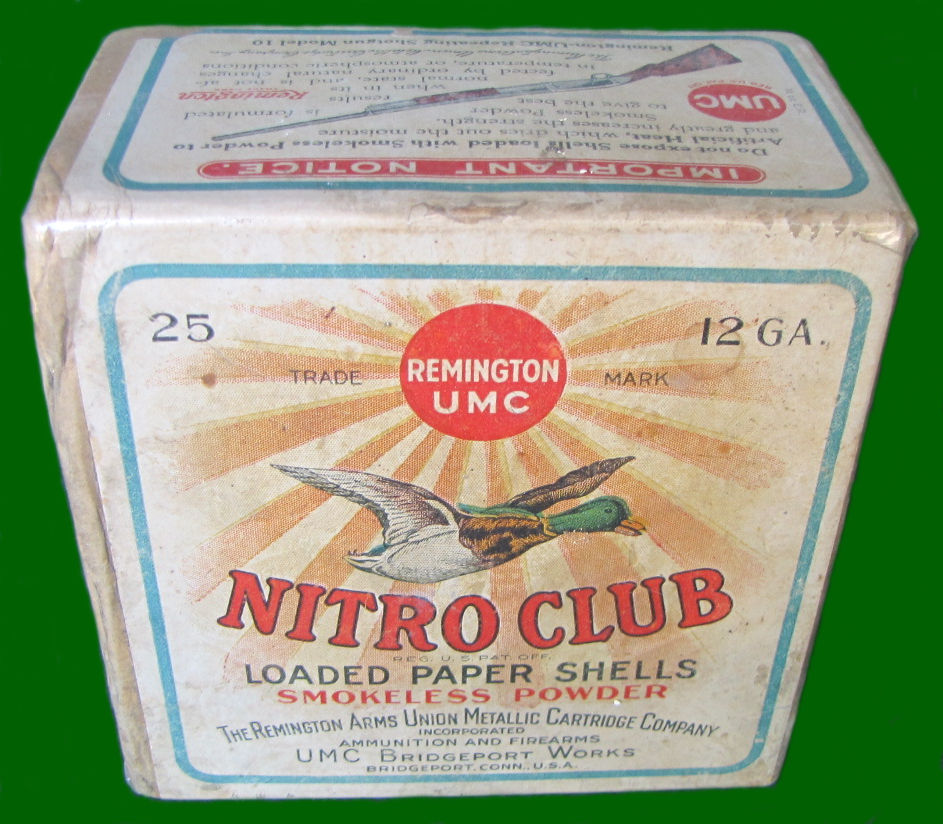 IMPORTANT NOTICE.
Do not expose Shells loaded with Smokeless Powder to
Artificial Heat, which dries out the moisture
and greatly increases the strength.
Smokeless Powder is formulated
to give the best results when in its
normal state, and is not af-
fected by ordinary natural changes
in temperature, or atmospheric conditions
UMC
Remington
Remington-UMC Repeating Shotgun Model 10
25
12 GA.
TRADE MARK
REMINGTON
UMC
NITRO CLUB
REG. U. S. PAT. OFF.
LOADED PAPER SHELLS
SMOKELESS POWDER
THE REMINGTON ARMS UNION METALLIC CARTRIDGE COMPANY
INCORPORATED
AMMUNITION AND FIREARMS
UMC BRIDGEPORT WORKS
BRIDGEPORT, CONN., U.S.A.